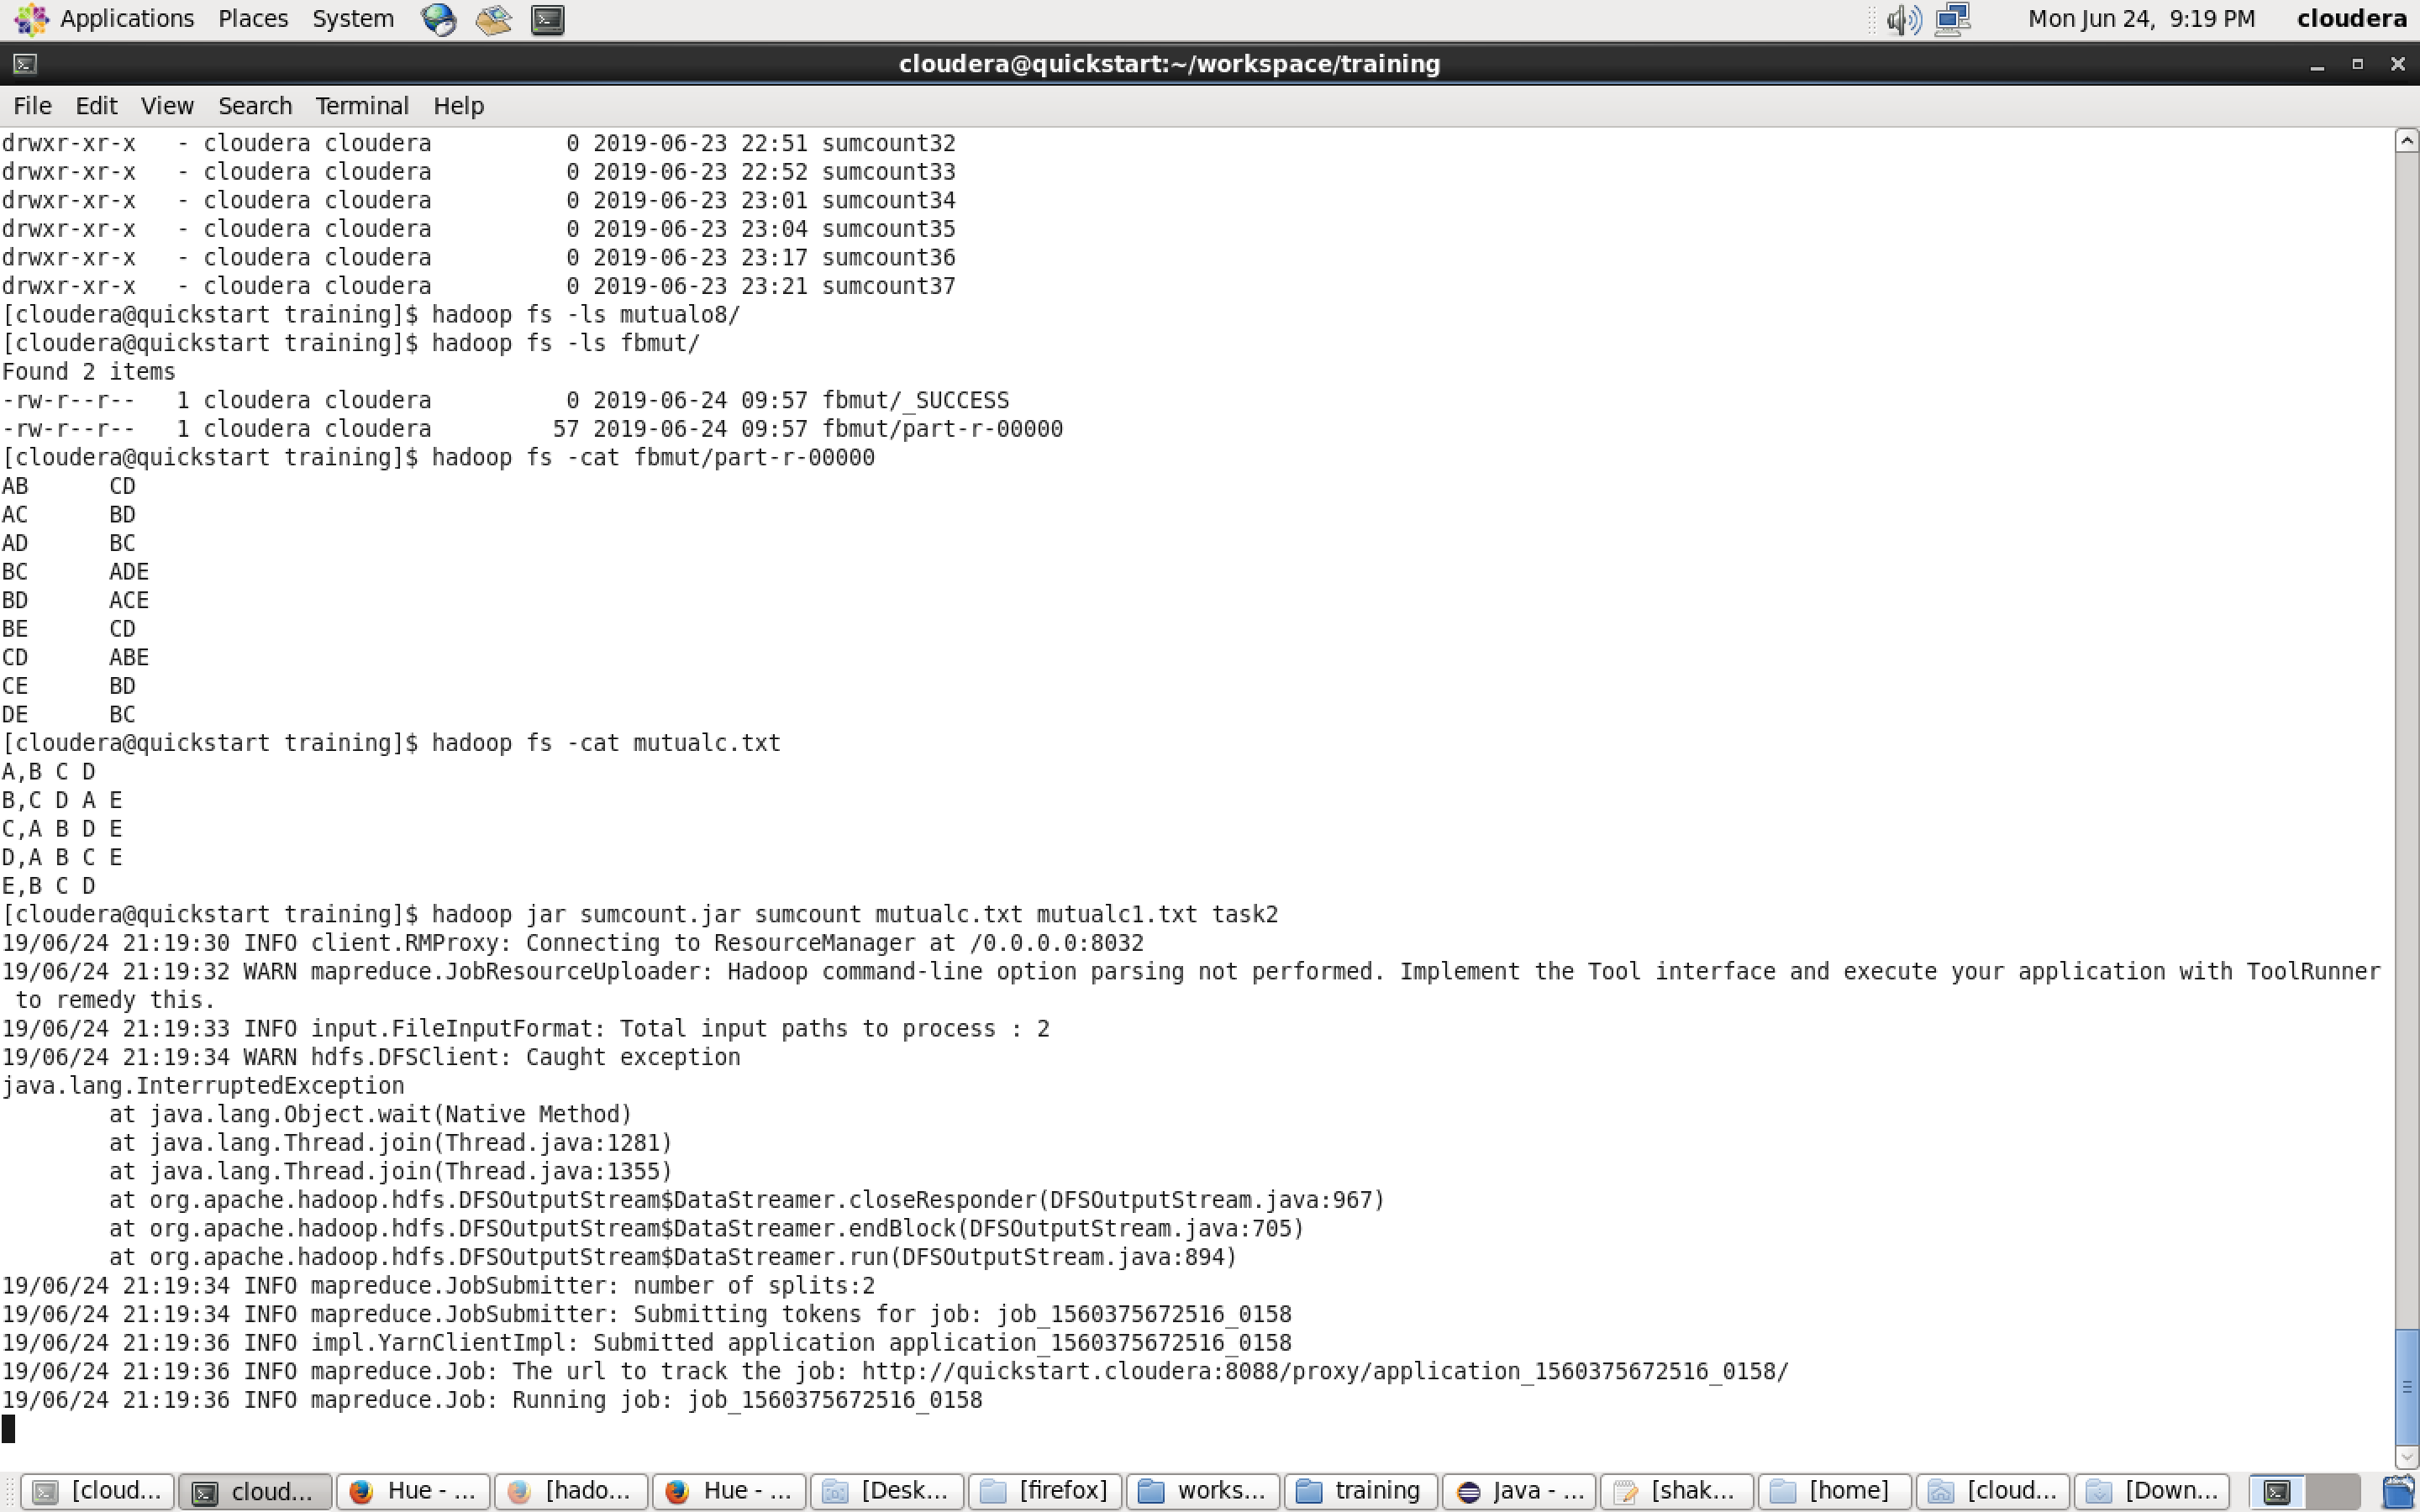 Applications Places System Mon Jun 24, 9:19 PM cloudera
cloudera@quickstart:~/workspace/training
File Edit View Search Terminal Help
drwxr-xr-x   - cloudera cloudera          0 2019-06-23 22:51 sumcount32
drwxr-xr-x   - cloudera cloudera          0 2019-06-23 22:52 sumcount33
drwxr-xr-x   - cloudera cloudera          0 2019-06-23 23:01 sumcount34
drwxr-xr-x   - cloudera cloudera          0 2019-06-23 23:04 sumcount35
drwxr-xr-x   - cloudera cloudera          0 2019-06-23 23:17 sumcount36
drwxr-xr-x   - cloudera cloudera          0 2019-06-23 23:21 sumcount37
[cloudera@quickstart training]$ hadoop fs -ls mutualo8/
[cloudera@quickstart training]$ hadoop fs -ls fbmut/
Found 2 items
-rw-r--r--   1 cloudera cloudera          0 2019-06-24 09:57 fbmut/_SUCCESS
-rw-r--r--   1 cloudera cloudera         57 2019-06-24 09:57 fbmut/part-r-00000
[cloudera@quickstart training]$ hadoop fs -cat fbmut/part-r-00000
AB      CD
AC      BD
AD      BC
BC      ADE
BD      ACE
BE      CD
CD      ABE
CE      BD
DE      BC
[cloudera@quickstart training]$ hadoop fs -cat mutualc.txt
A,B C D
B,C D A E
C,A B D E
D,A B C E
E,B C D
[cloudera@quickstart training]$ hadoop jar sumcount.jar sumcount mutualc.txt mutualc1.txt task2
19/06/24 21:19:30 INFO client.RMProxy: Connecting to ResourceManager at /0.0.0.0:8032
19/06/24 21:19:32 WARN mapreduce.JobResourceUploader: Hadoop command-line option parsing not performed. Implement the Tool interface and execute your application with ToolRunner
 to remedy this.
19/06/24 21:19:33 INFO input.FileInputFormat: Total input paths to process : 2
19/06/24 21:19:34 WARN hdfs.DFSClient: Caught exception
java.lang.InterruptedException
        at java.lang.Object.wait(Native Method)
        at java.lang.Thread.join(Thread.java:1281)
        at java.lang.Thread.join(Thread.java:1355)
        at org.apache.hadoop.hdfs.DFSOutputStream$DataStreamer.closeResponder(DFSOutputStream.java:967)
        at org.apache.hadoop.hdfs.DFSOutputStream$DataStreamer.endBlock(DFSOutputStream.java:705)
        at org.apache.hadoop.hdfs.DFSOutputStream$DataStreamer.run(DFSOutputStream.java:894)
19/06/24 21:19:34 INFO mapreduce.JobSubmitter: number of splits:2
19/06/24 21:19:34 INFO mapreduce.JobSubmitter: Submitting tokens for job: job_1560375672516_0158
19/06/24 21:19:36 INFO impl.YarnClientImpl: Submitted application application_1560375672516_0158
19/06/24 21:19:36 INFO mapreduce.Job: The url to track the job: http://quickstart.cloudera:8088/proxy/application_1560375672516_0158/
19/06/24 21:19:36 INFO mapreduce.Job: Running job: job_1560375672516_0158
[cloud... cloud... Hue - ... [hado... Hue - ... [Desk... [firefox] works... training Java - ... [shak... [home] [cloud... [Down...